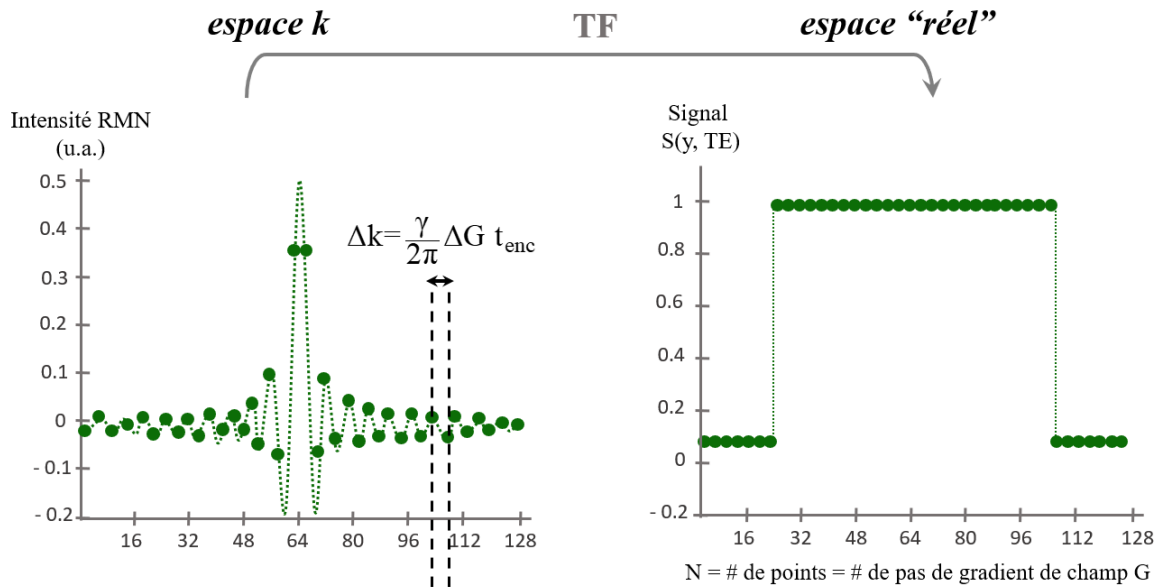 espace k
TF
espace “réel”
Intensité RMN
(u.a.)
0.5
0.4
0.3
0.2
0.1
0
- 0.1
- 0.2
16 32 48 64 80 96 112 128
Δk= γ/2π ΔG t_enc
Signal
S(y, TE)
1
0.8
0.6
0.4
0.2
0
- 0.2
16 32 48 64 80 96 112 128
N = # de points = # de pas de gradient de champ G